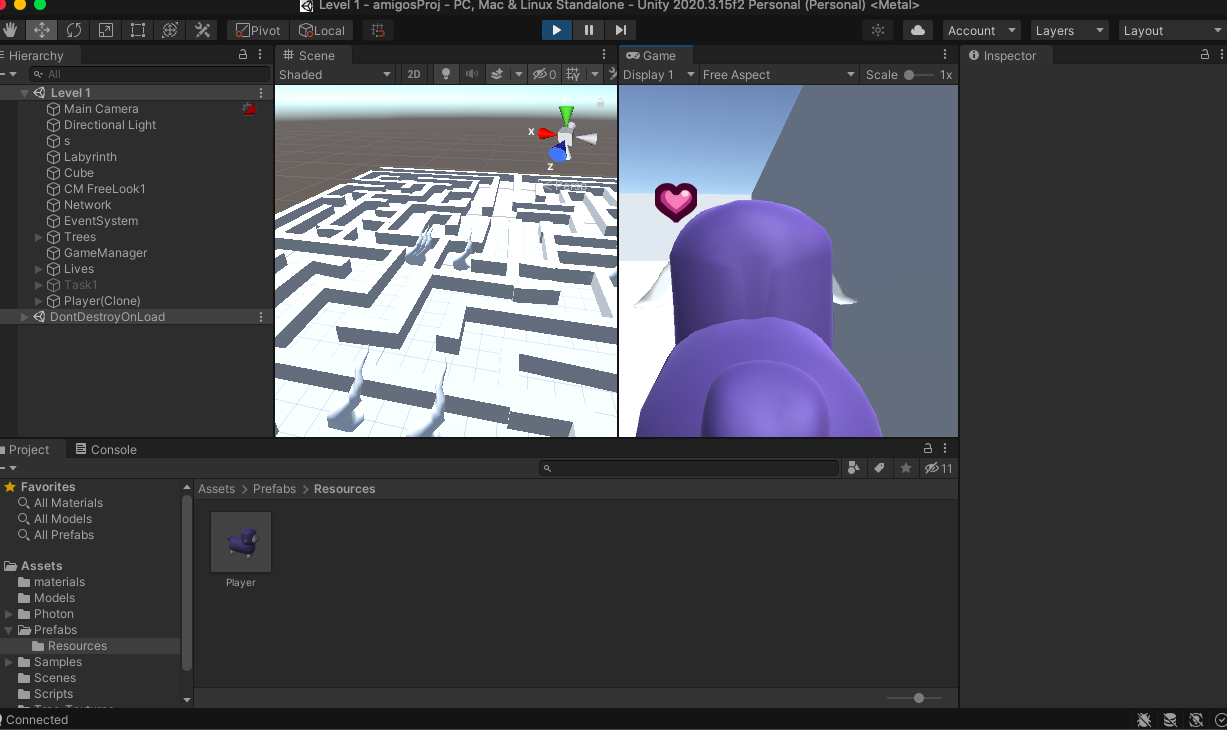 Level 1 - amigosProj - PC, Mac & Linux Standalone - Unity 2020.3.15f2 Personal (Personal) <Metal>
Pivot Local Account Layers Layout
Hierarchy
All
Level 1
Main Camera
Directional Light
s
Labyrinth
Cube
CM FreeLook1
Network
EventSystem
Trees
GameManager
Lives
Task1
Player(Clone)
DontDestroyOnLoad
Scene
Shaded 2D 0
x
z
Game
Display 1 Free Aspect Scale 1x
Inspector
Project Console
11
Favorites
All Materials
All Models
All Prefabs
Assets
materials
Models
Photon
Prefabs
Resources
Samples
Scenes
Scripts
Assets > Prefabs > Resources
Player
Connected